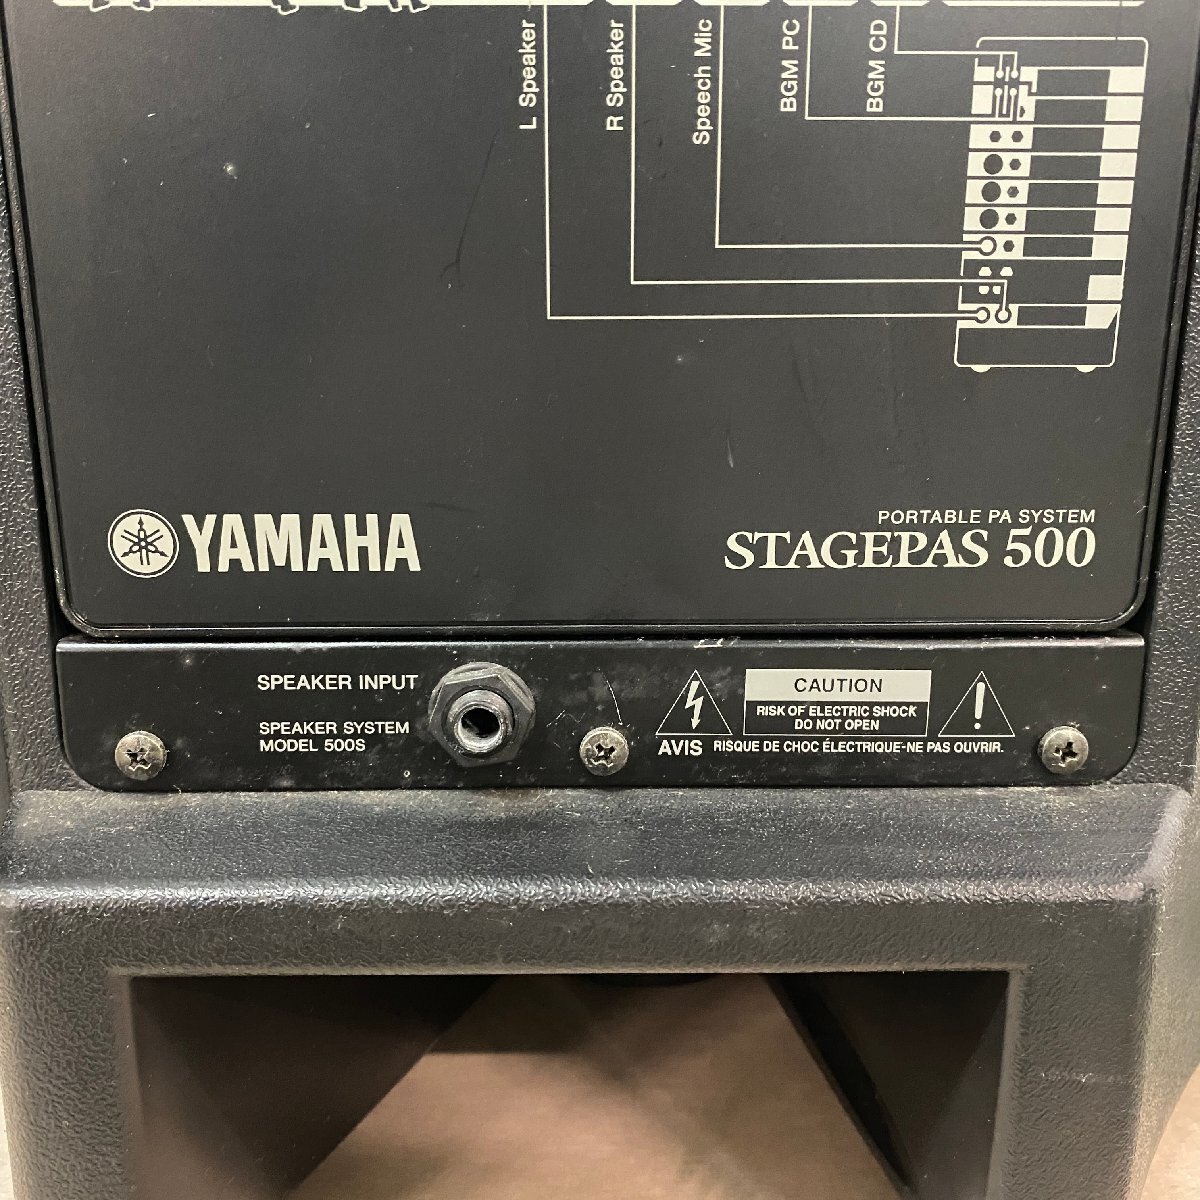 L Speaker
R Speaker
Speech Mic
BGM PC
BGM CD
YAMAHA
PORTABLE PA SYSTEM
STAGEPAS 500
SPEAKER INPUT
SPEAKER SYSTEM
MODEL 500S
CAUTION
RISK OF ELECTRIC SHOCK
DO NOT OPEN
AVIS RISQUE DE CHOC ÉLECTRIQUE-NE PAS OUVRIR.